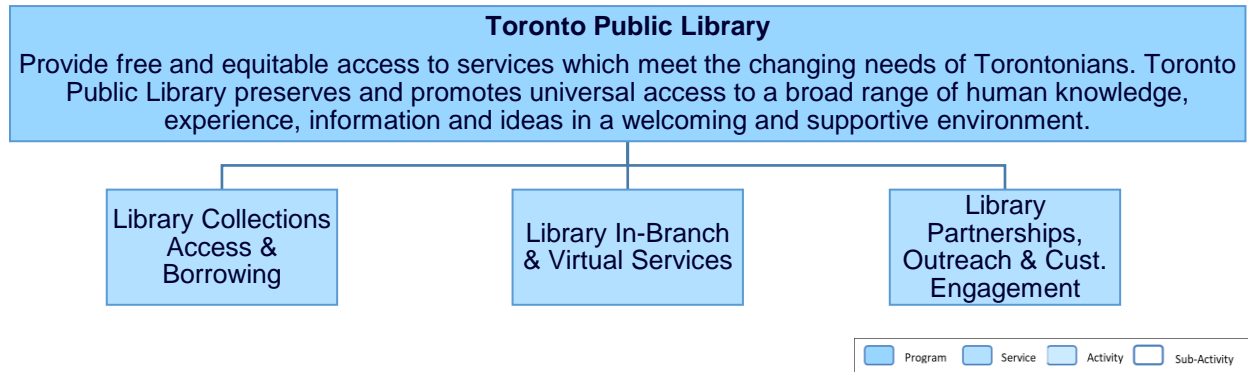 Toronto Public Library
Provide free and equitable access to services which meet the changing needs of Torontonians. Toronto
Public Library preserves and promotes universal access to a broad range of human knowledge,
experience, information and ideas in a welcoming and supportive environment.
Library Collections
Access &
Borrowing
Library In-Branch
& Virtual Services
Library
Partnerships,
Outreach & Cust.
Engagement
Program
Service
Activity
Sub-Activity